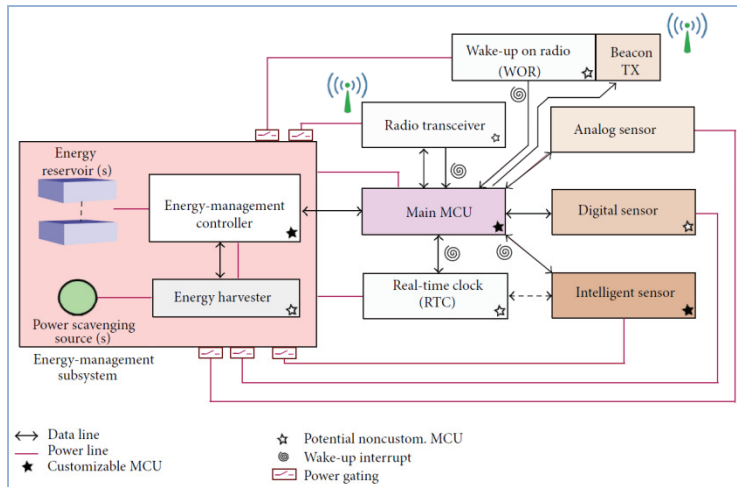 Wake-up on radio
(WOR)
Beacon
TX
Radio transceiver
Analog sensor
Energy
reservoir (s)
Energy-management
controller
Main MCU
Digital sensor
Energy harvester
Real-time clock
(RTC)
Intelligent sensor
Power scavenging
source (s)
Energy-management
subsystem
Data line
Power line
Customizable MCU
Potential noncustom. MCU
Wake-up interrupt
Power gating